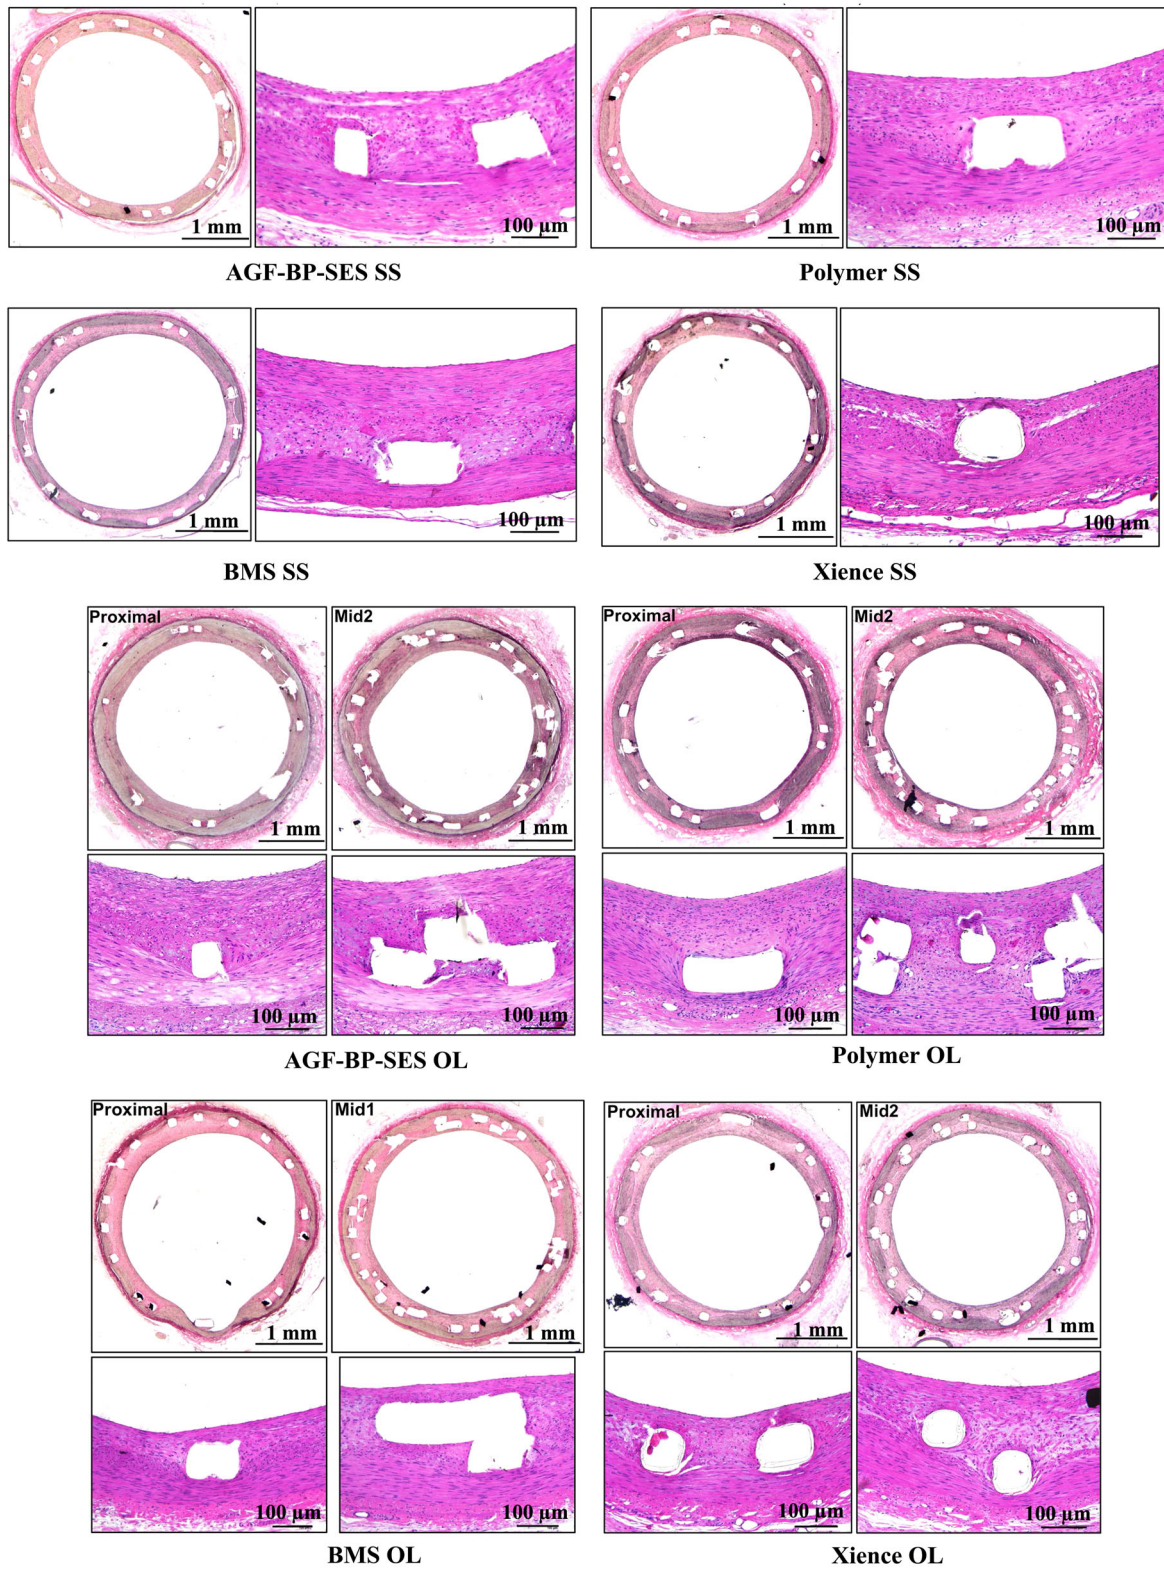 1 mm
100 µm
1 mm
100 µm
AGF-BP-SES SS
Polymer SS
1 mm
100 µm
1 mm
100 µm
BMS SS
Xience SS
Proximal
Mid2
Proximal
Mid2
1 mm
1 mm
1 mm
1 mm
100 µm
100 µm
100 µm
100 µm
AGF-BP-SES OL
Polymer OL
Proximal
Mid1
Proximal
Mid2
1 mm
1 mm
1 mm
1 mm
100 µm
100 µm
100 µm
100 µm
BMS OL
Xience OL